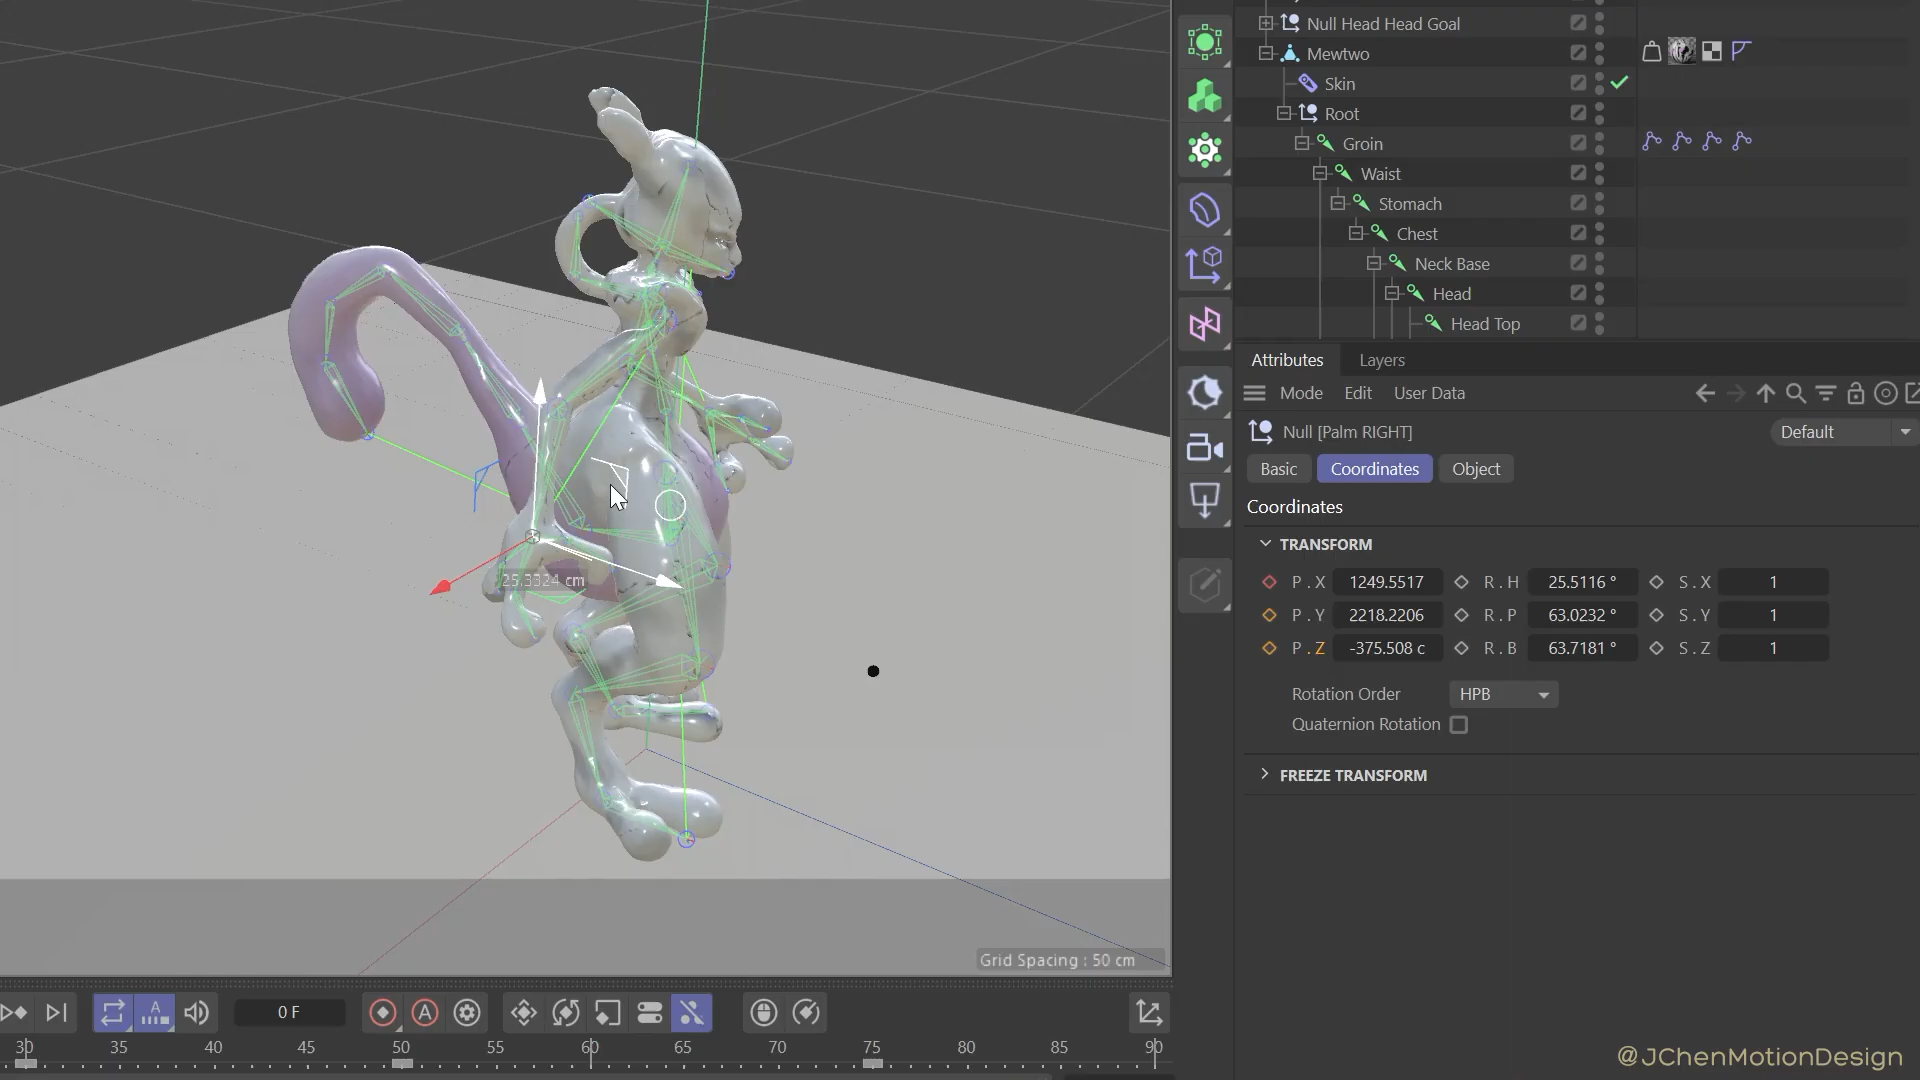 Null Head Head Goal
Mewtwo
Skin
Root
Groin
Waist
Stomach
Chest
Neck Base
Head
Head Top
Attributes
Layers
Mode Edit User Data
Null [Palm RIGHT]
Default
Basic Coordinates Object
Coordinates
TRANSFORM
P . X 1249.5517 R . H 25.5116 ° S . X 1
P . Y 2218.2206 R . P 63.0232 ° S . Y 1
P . Z -375.508 c R . B 63.7181 ° S . Z 1
Rotation Order HPB
Quaternion Rotation
FREEZE TRANSFORM
25.3324 cm
Grid Spacing : 50 cm
A
0 F
A
30 35 40 45 50 55 60 65 70 75 80 85 90
@JChenMotionDesign